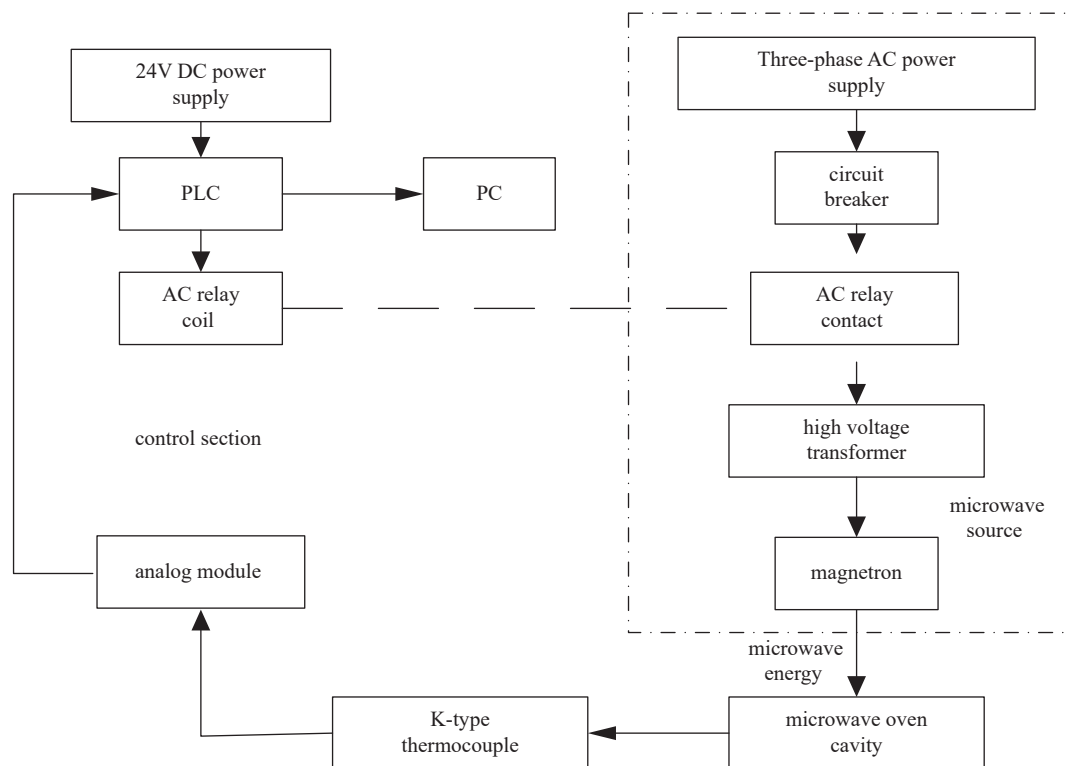 24V DC power
supply
Three-phase AC power
supply
PLC
PC
circuit
breaker
AC relay
coil
AC relay
contact
control section
high voltage
transformer
microwave
source
analog module
magnetron
microwave
energy
K-type
thermocouple
microwave oven
cavity